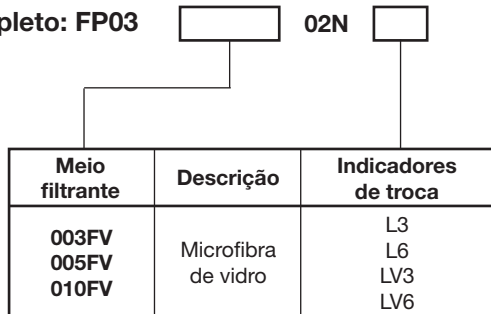 pleto: FP03 02N
Meio filtrante Descrição Indicadores de troca
003FV
005FV
010FV
Microfibra
de vidro
L3
L6
LV3
LV6